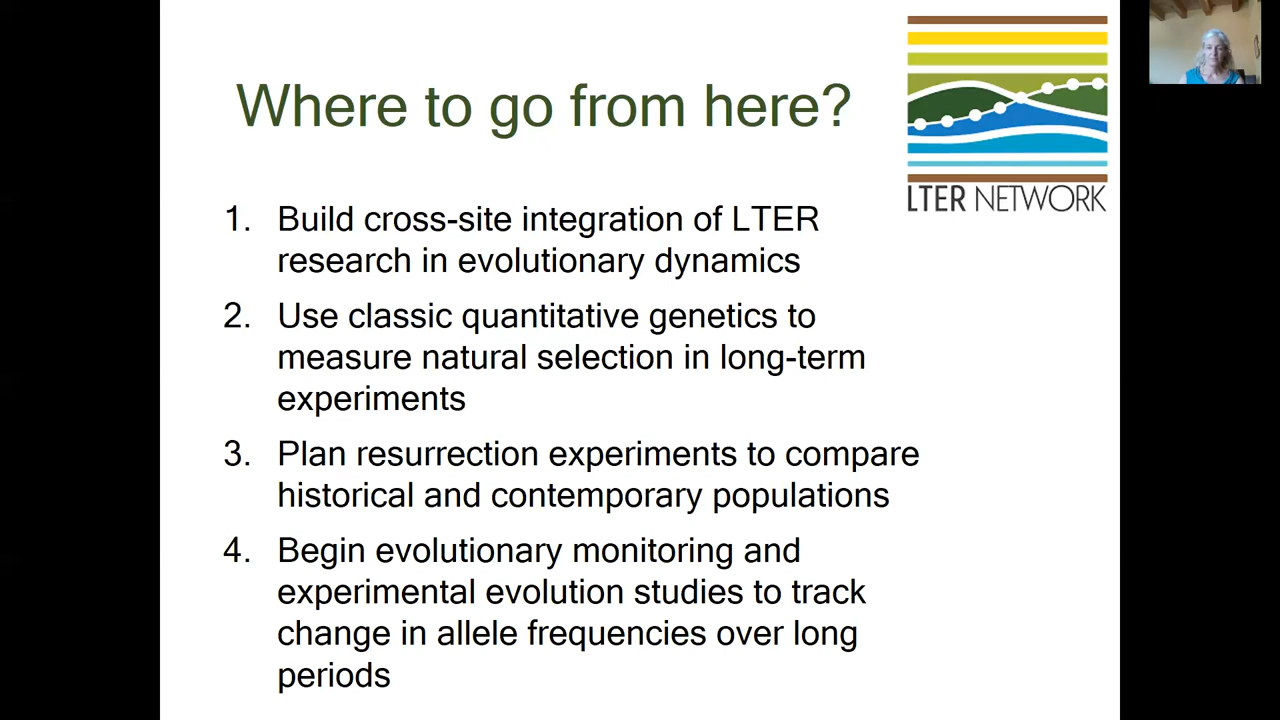 Where to go from here?
LTER NETWORK
1. Build cross-site integration of LTER
research in evolutionary dynamics
2. Use classic quantitative genetics to
measure natural selection in long-term
experiments
3. Plan resurrection experiments to compare
historical and contemporary populations
4. Begin evolutionary monitoring and
experimental evolution studies to track
change in allele frequencies over long
periods